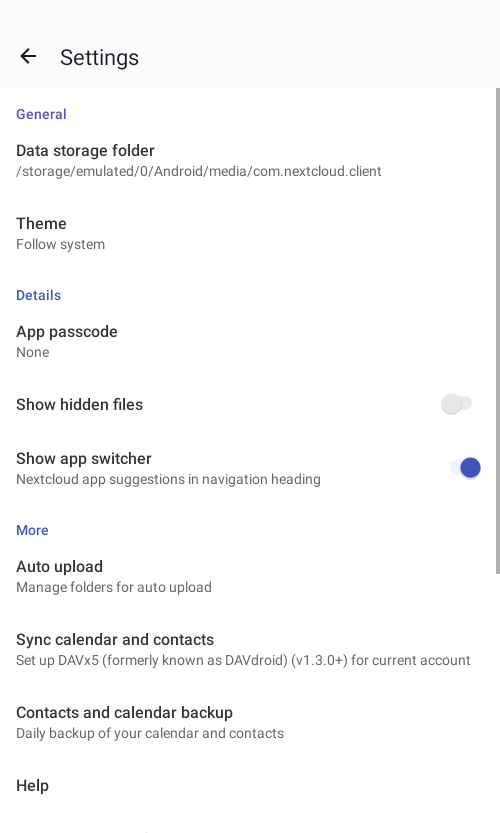 Settings
General
Data storage folder
/storage/emulated/0/Android/media/com.nextcloud.client
Theme
Follow system
Details
App passcode
None
Show hidden files
Show app switcher
Nextcloud app suggestions in navigation heading
More
Auto upload
Manage folders for auto upload
Sync calendar and contacts
Set up DAVx5 (formerly known as DAVdroid) (v1.3.0+) for current account
Contacts and calendar backup
Daily backup of your calendar and contacts
Help